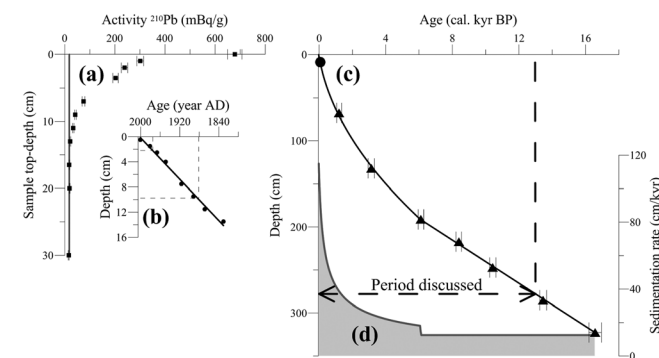 Activity ²¹⁰Pb (mBq/g)
0 200 400 600 800
(a)
Sample top-depth (cm)
0
10
20
30
Age (year AD)
2000 1920 1840
Depth (cm)
0
4
8
12
16
(b)
Age (cal. kyr BP)
0 4 8 12 16
(c)
Depth (cm)
0
100
200
300
Period discussed
(d)
120
80
40
0
Sedimentation rate (cm/kyr)